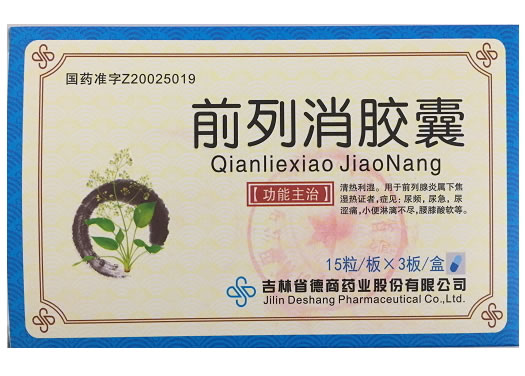 国药准字Z20025019
前列消胶囊
Qianliexiao JiaoNang
【功能主治】
清热利湿。用于前列腺炎属下焦
湿热证者,症见:尿频,尿急,尿
涩痛,小便淋漓不尽,腰膝酸软等。
15粒/板×3板/盒
吉林省德商药业股份有限公司
Jilin Deshang Pharmaceutical Co.,Ltd.